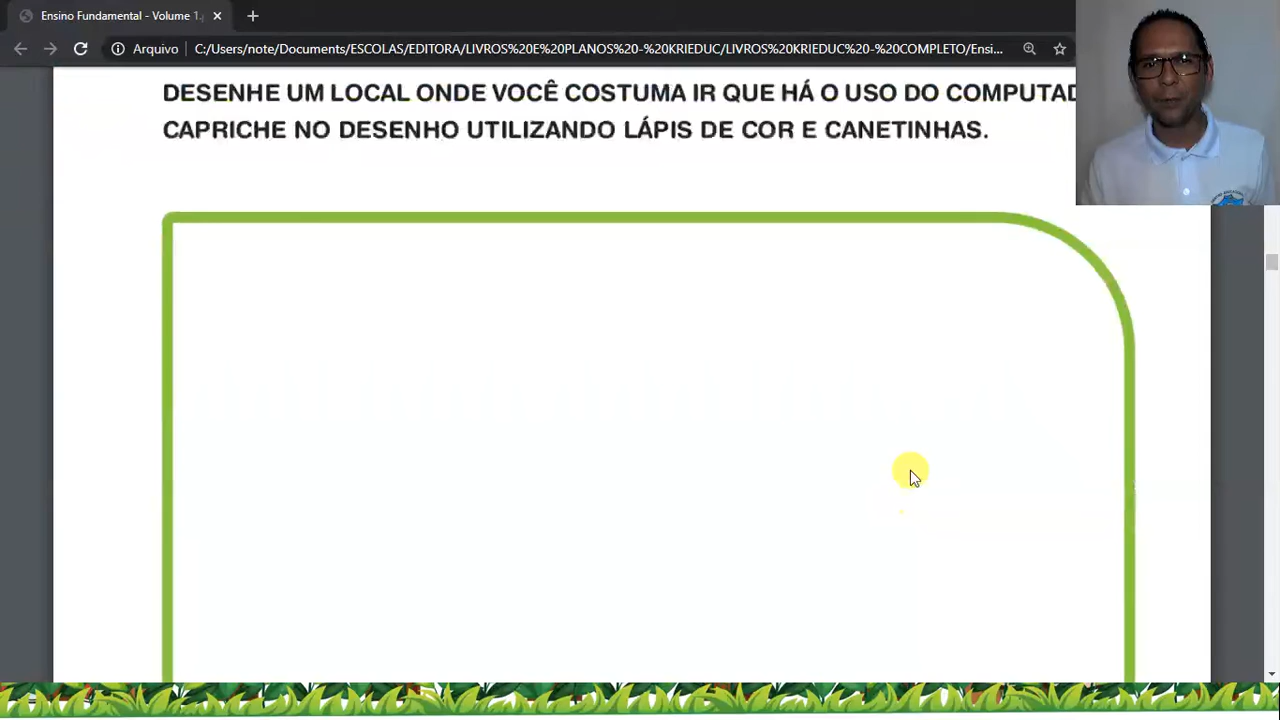 Ensino Fundamental - Volume 1.
Arquivo C:/Users/note/Documents/ESCOLAS/EDITORA/LIVROS%20E%20PLANOS%20-%20KRIEDUC/LIVROS%20KRIEDUC%20-%20COMPLETO/Ensi...
DESENHE UM LOCAL ONDE VOCÊ COSTUMA IR QUE HÁ O USO DO COMPUTAD
CAPRICHE NO DESENHO UTILIZANDO LÁPIS DE COR E CANETINHAS.